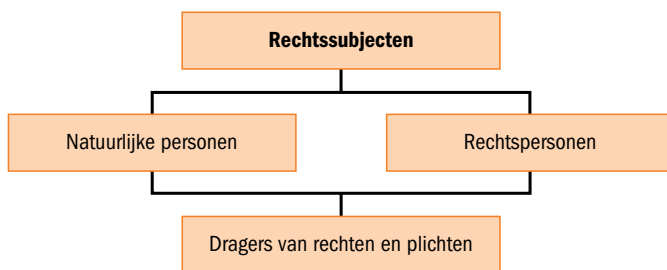 Rechtssubjecten
Natuurlijke personen
Rechtspersonen
Dragers van rechten en plichten